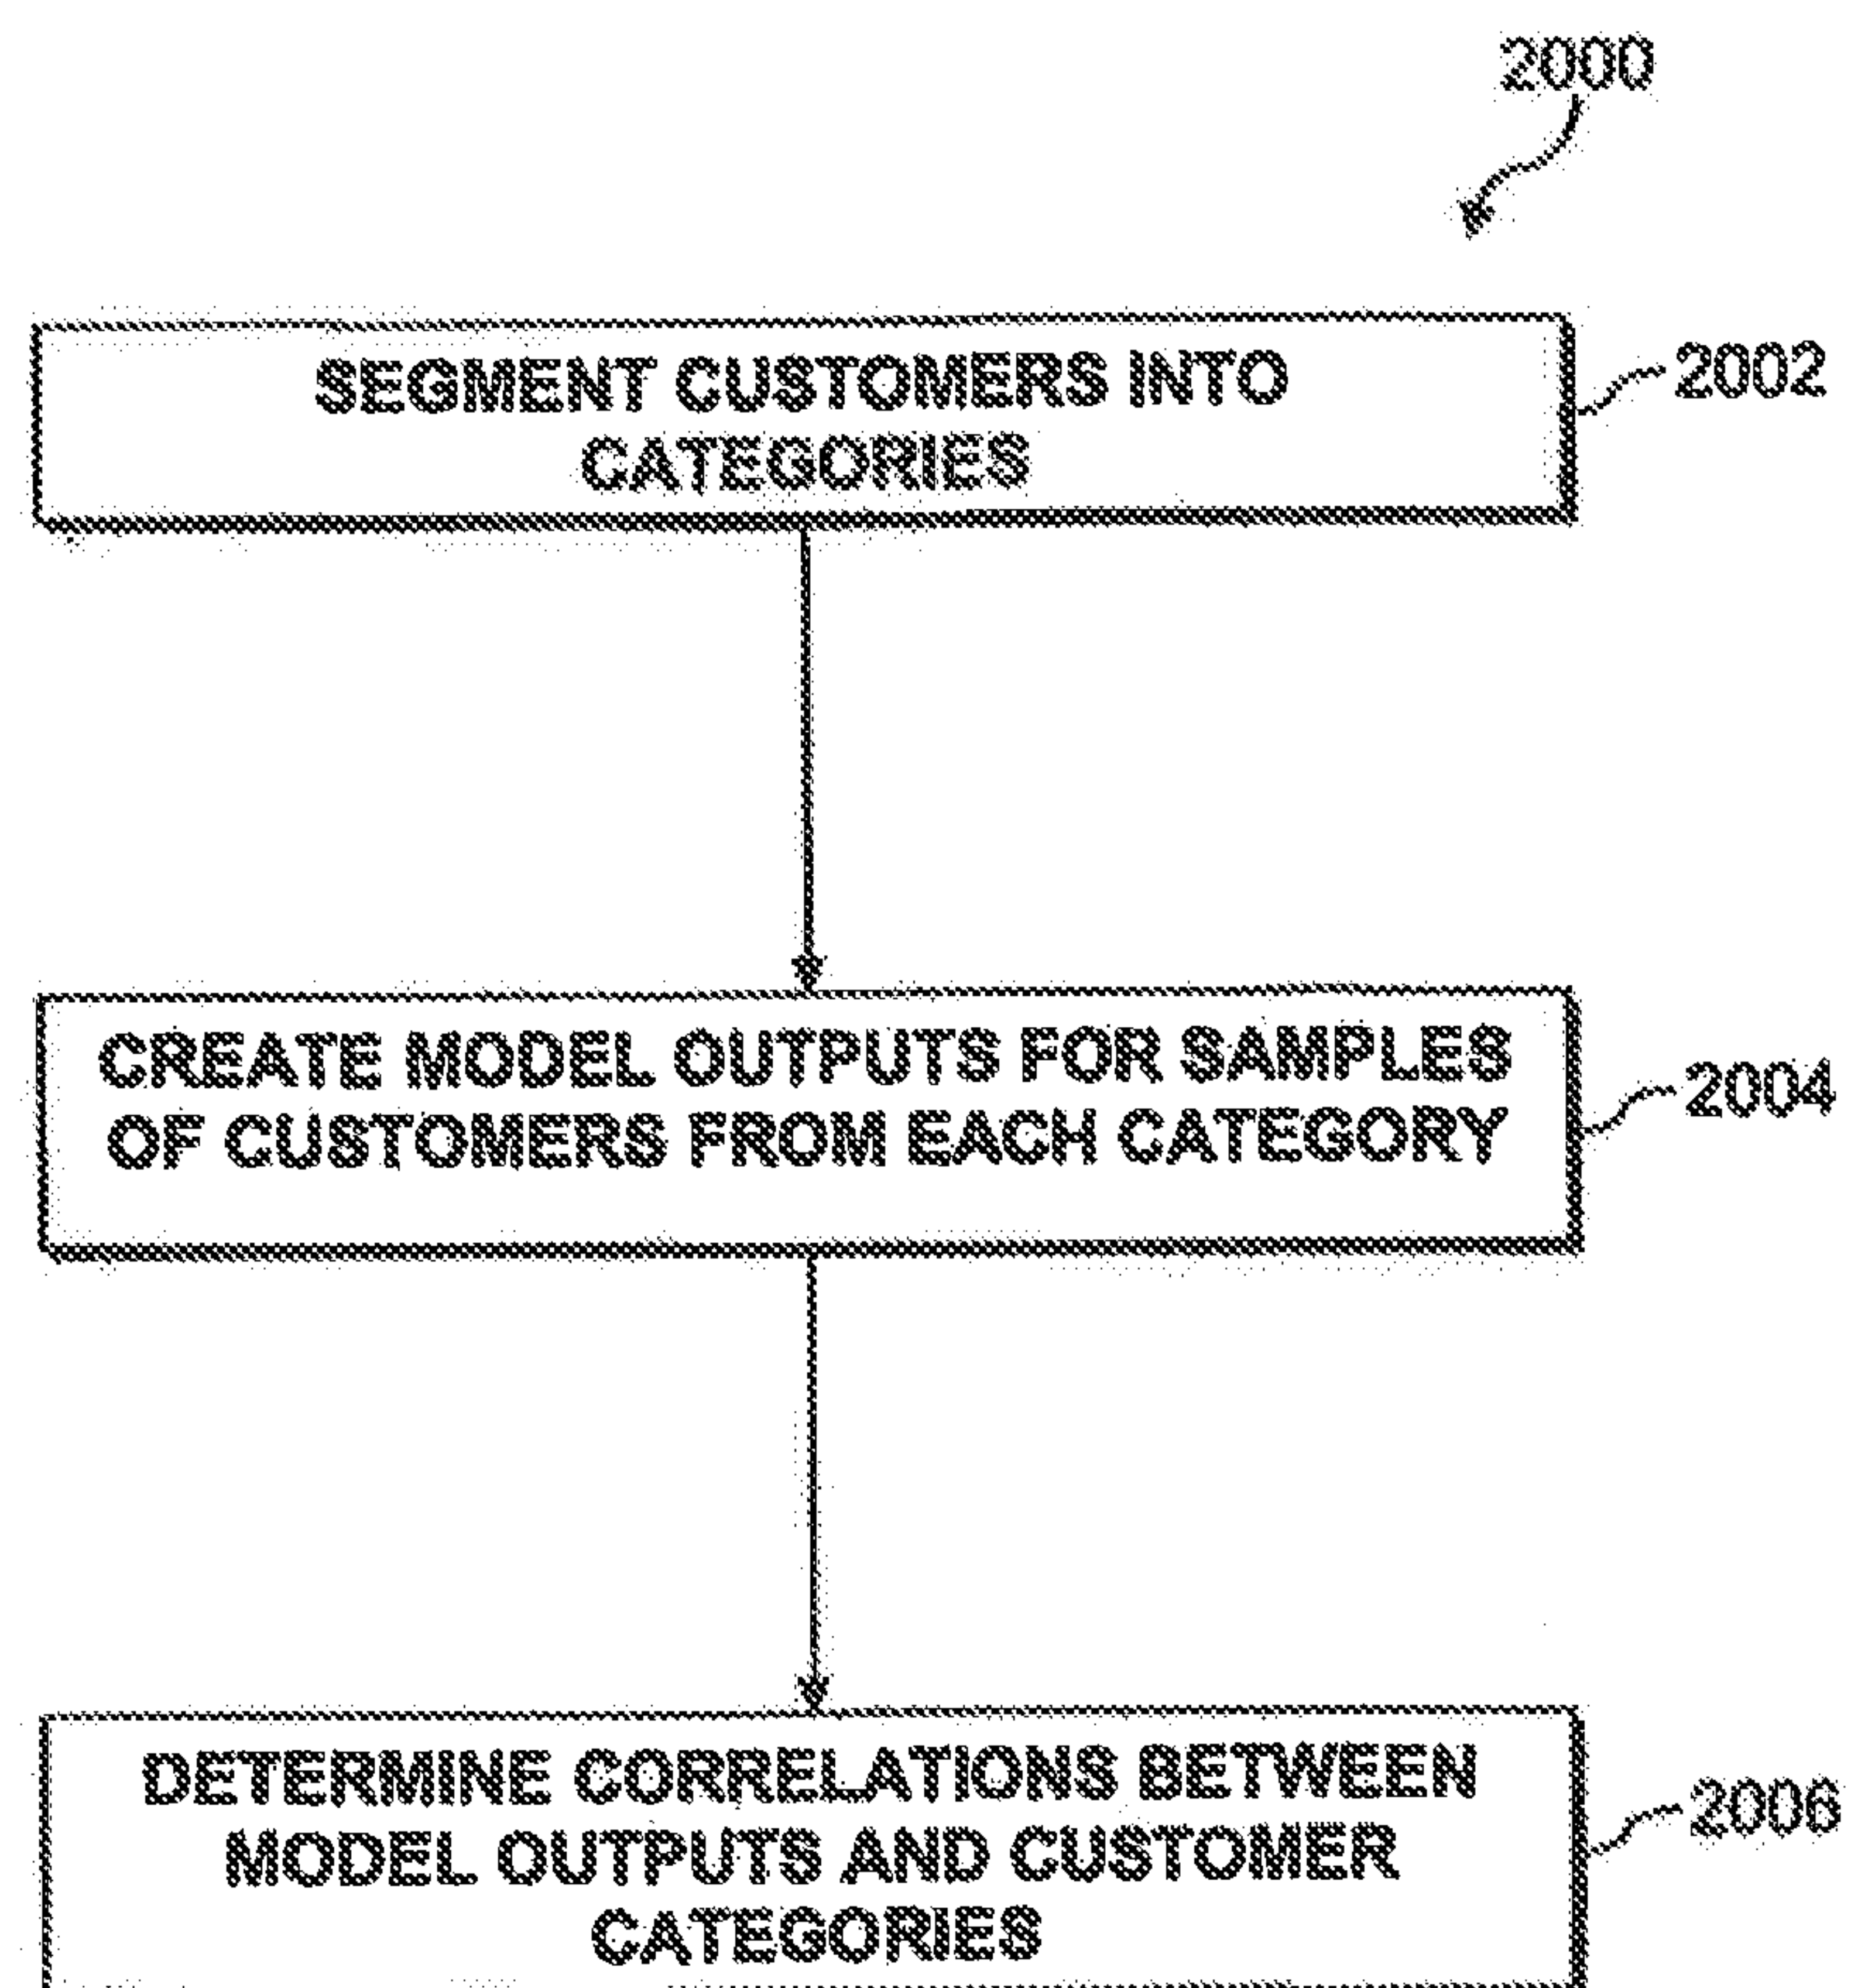 2000
SEGMENT CUSTOMERS INTO
CATEGORIES
2002
CREATE MODEL OUTPUTS FOR SAMPLES
OF CUSTOMERS FROM EACH CATEGORY
2004
DETERMINE CORRELATIONS BETWEEN
MODEL OUTPUTS AND CUSTOMER
CATEGORIES
2006